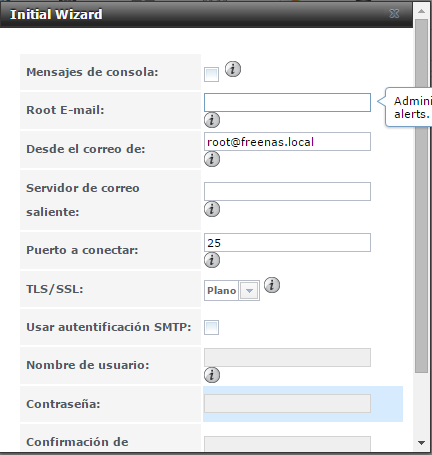 Initial Wizard
Mensajes de consola:
Root E-mail:
Admini
alerts.
Desde el correo de:
root@freenas.local
Servidor de correo
saliente:
Puerto a conectar:
25
TLS/SSL:
Plano
Usar autentificación SMTP:
Nombre de usuario:
Contraseña:
Confirmación de